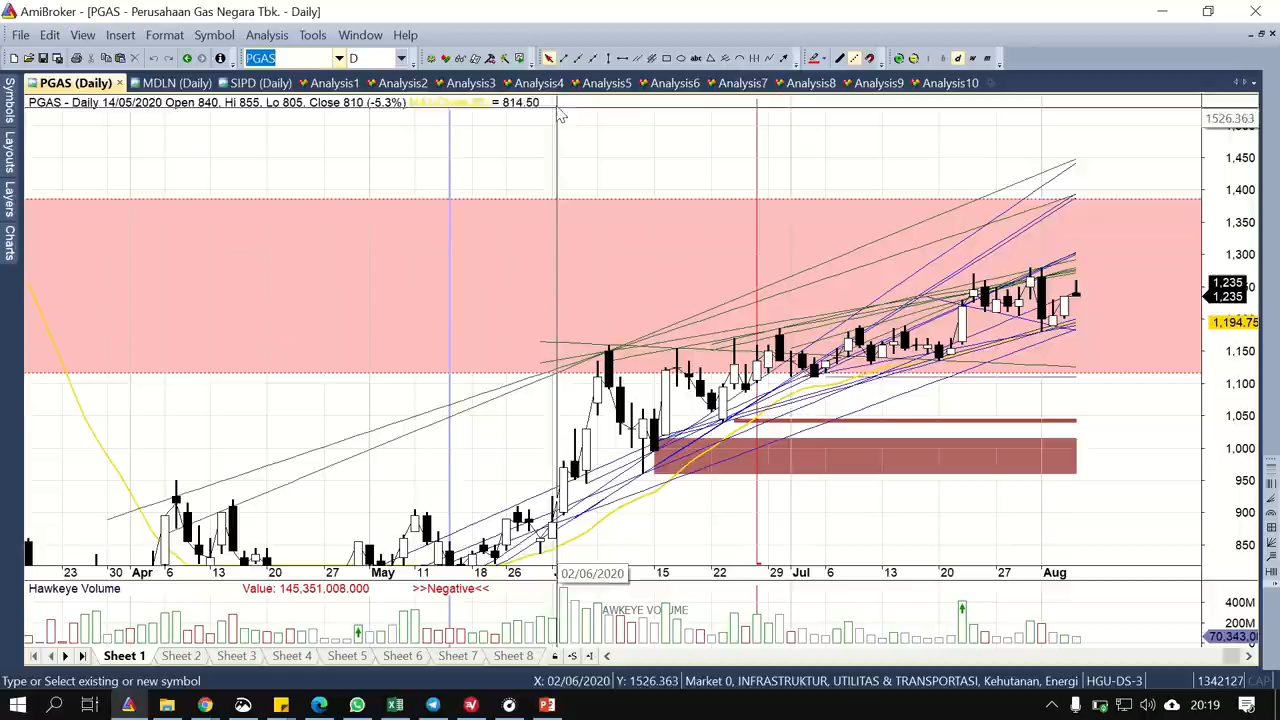 AmiBroker - [PGAS - Perusahaan Gas Negara Tbk. - Daily]
File Edit View Insert Format Symbol Analysis Tools Window Help
PGAS D
PGAS (Daily) MDLN (Daily) SIPD (Daily) Analysis1 Analysis2 Analysis3 Analysis4 Analysis5 Analysis6 Analysis7 Analysis8 Analysis9 Analysis10
Symbols
Layouts
Layers
Charts
PGAS - Daily 14/05/2020 Open 840, Hi 855, Lo 805, Close 810 (-5.3%) = 814.50
1526.363
1,450
1,400
1,350
1,300
1,235
1,235
1,194.75
1,150
1,100
1,050
1,000
950
900
850
23 30 Apr 6 13 20 27 May 11 18 26 02/06/2020 15 22 29 Jul 6 13 20 27 Aug
Hawkeye Volume Value: 145,351,008.000 >>Negative<<
400M
200M
70,343,0
Sheet 1 Sheet 2 Sheet 3 Sheet 4 Sheet 5 Sheet 6 Sheet 7 Sheet 8
Type or Select existing or new symbol X: 02/06/2020 Y: 1526.363 Market 0, INFRASTRUKTUR, UTILITAS & TRANSPORTASI, Kehutanan, Energi HGU-DS-3 1342127 CAP
20:19